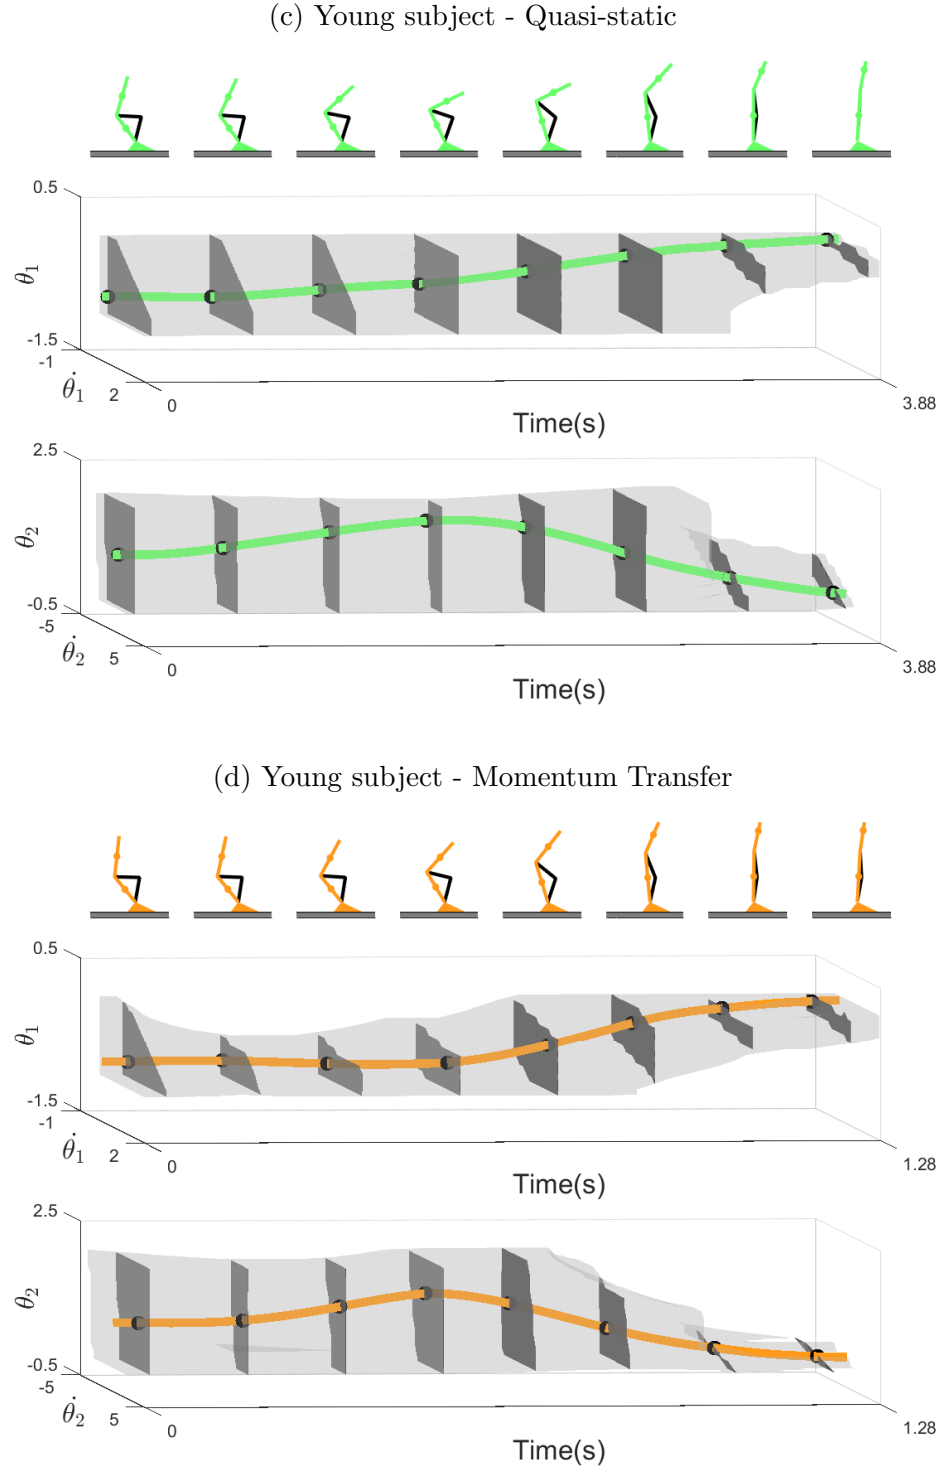 (c) Young subject - Quasi-static
0.5
θ1
-1.5
-1
θ̇1
2
0
3.88
Time(s)
2.5
θ2
-0.5
-5
θ̇2
5
0
3.88
Time(s)
(d) Young subject - Momentum Transfer
0.5
θ1
-1.5
-1
θ̇1
2
0
1.28
Time(s)
2.5
θ2
-0.5
-5
θ̇2
5
0
1.28
Time(s)